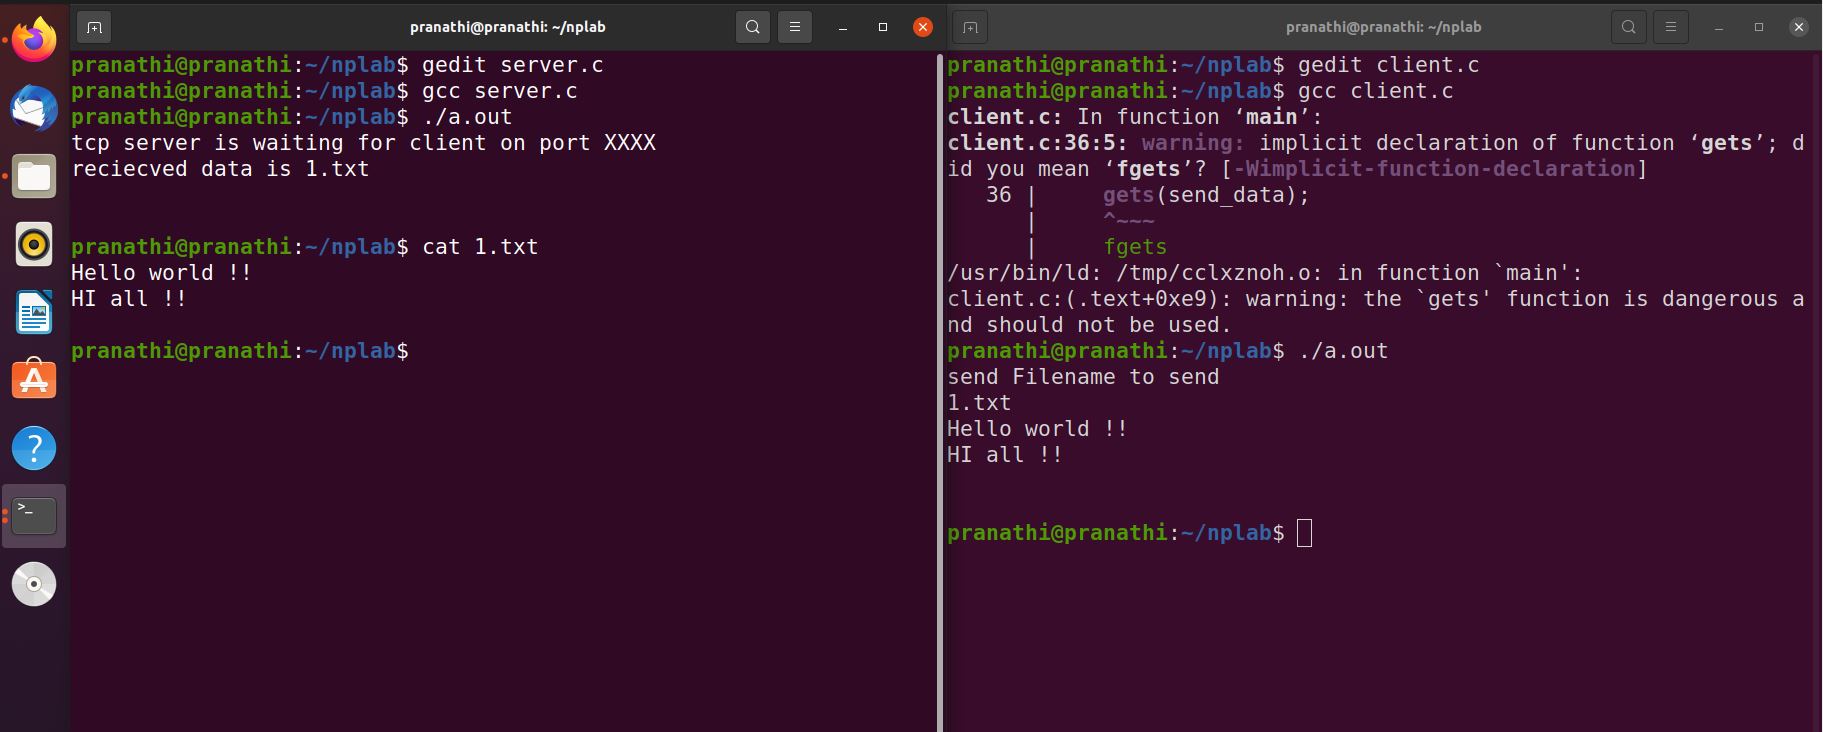 pranathi@pranathi: ~/nplab
pranathi@pranathi:~/nplab$ gedit server.c
pranathi@pranathi:~/nplab$ gcc server.c
pranathi@pranathi:~/nplab$ ./a.out
tcp server is waiting for client on port XXXX
reciecved data is 1.txt
pranathi@pranathi:~/nplab$ cat 1.txt
Hello world !!
HI all !!
pranathi@pranathi:~/nplab$
pranathi@pranathi: ~/nplab
pranathi@pranathi:~/nplab$ gedit client.c
pranathi@pranathi:~/nplab$ gcc client.c
client.c: In function ‘main’:
client.c:36:5: warning: implicit declaration of function ‘gets’; d
id you mean ‘fgets’? [-Wimplicit-function-declaration]
   36 |     gets(send_data);
      |     ^~~~
      |     fgets
/usr/bin/ld: /tmp/cclxznoh.o: in function `main':
client.c:(.text+0xe9): warning: the `gets' function is dangerous a
nd should not be used.
pranathi@pranathi:~/nplab$ ./a.out
send Filename to send
1.txt
Hello world !!
HI all !!
pranathi@pranathi:~/nplab$